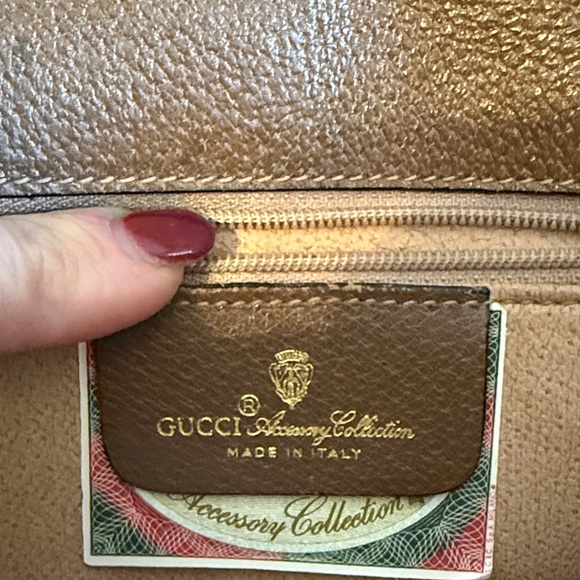 GUCCI ® Accessory Collection
MADE IN ITALY
Accessory Collection